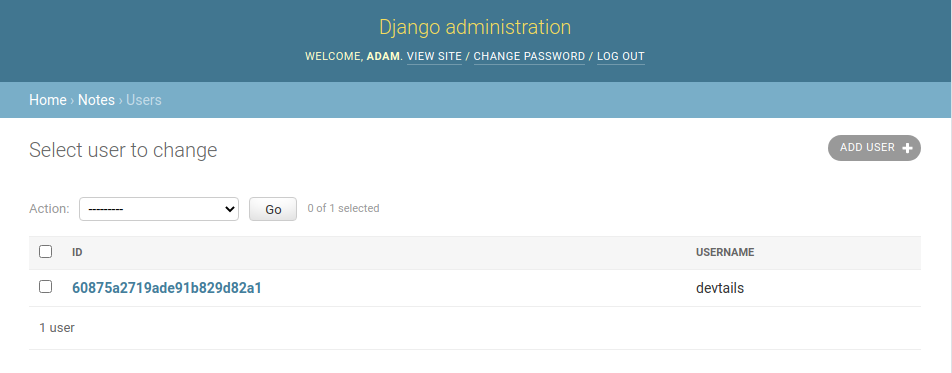 Django administration
WELCOME, ADAM. VIEW SITE / CHANGE PASSWORD / LOG OUT
Home › Notes › Users
Select user to change
ADD USER
Action: --------- Go 0 of 1 selected
ID USERNAME
60875a2719ade91b829d82a1 devtails
1 user